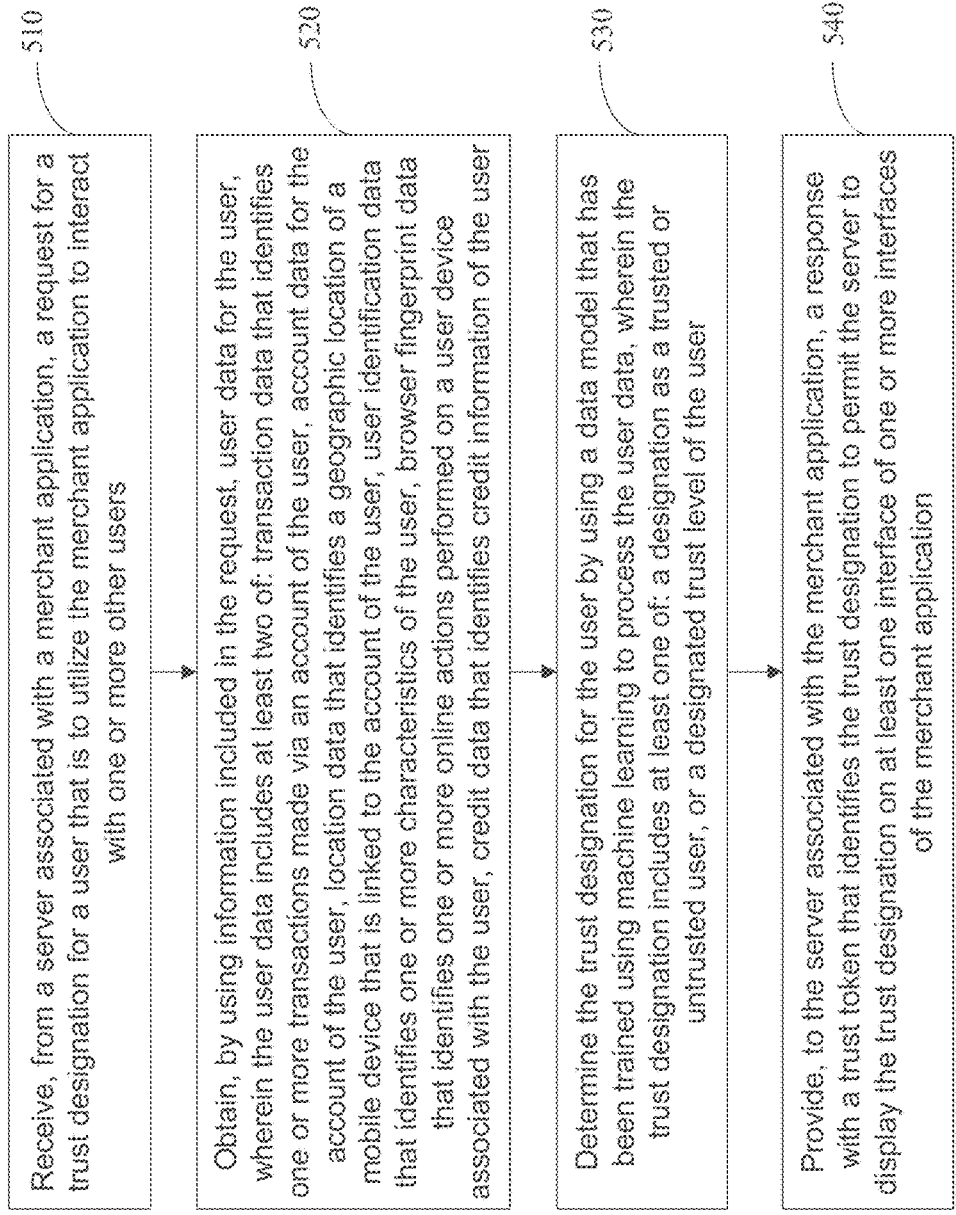 Receive, from a server associated with a merchant application, a request for a
trust designation for a user that is to utilize the merchant application to interact
with one or more other users
510
Obtain, by using information included in the request, user data for the user,
wherein the user data includes at least two of: transaction data that identifies
one or more transactions made via an account of the user, account data for the
account of the user, location data that identifies a geographic location of a
mobile device that is linked to the account of the user, user identification data
that identifies one or more characteristics of the user, browser fingerprint data
that identifies one or more online actions performed on a user device
associated with the user, credit data that identifies credit information of the user
520
Determine the trust designation for the user by using a data model that has
been trained using machine learning to process the user data, wherein the
trust designation includes at least one of: a designation as a trusted or
untrusted user, or a designated trust level of the user
530
Provide, to the server associated with the merchant application, a response
with a trust token that identifies the trust designation to permit the server to
display the trust designation on at least one interface of one or more interfaces
of the merchant application
540